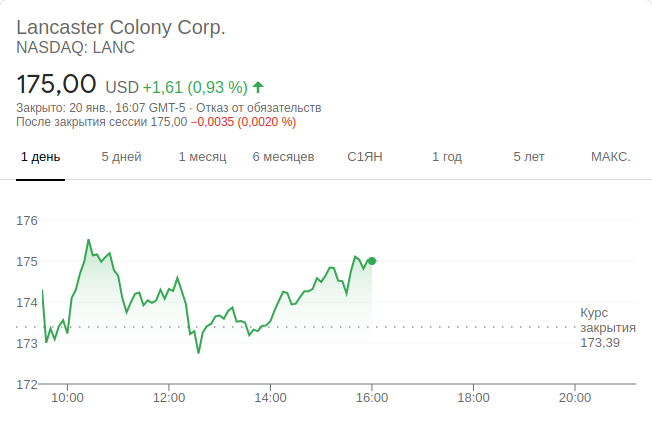 Lancaster Colony Corp.
NASDAQ: LANC
175,00 USD +1,61 (0,93 %)
Закрыто: 20 янв., 16:07 GMT-5 · Отказ от обязательств
После закрытия сессии 175,00 −0,0035 (0,0020 %)
1 день 5 дней 1 месяц 6 месяцев С1ЯН 1 год 5 лет МАКС.
176
175
174
Курс
закрытия
173,39
173
172
10:00 12:00 14:00 16:00 18:00 20:00